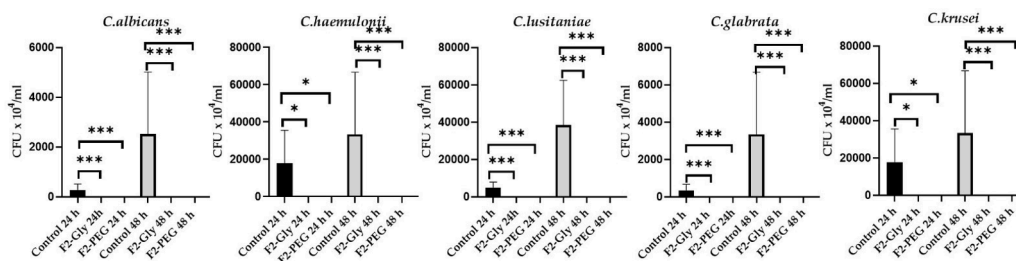 C.albicans
***
***
***
***
CFU x 10⁴/ml
6000
4000
2000
0
Control 24 h
F2-Gly 24h
F2-PEG 24 h
Control 48 h
F2-Gly 48 h
F2-PEG 48 h
C.haemulonii
***
***
*
*
CFU x 10⁴/ml
80000
60000
40000
20000
0
Control 24 h
F2-Gly 24 h
F2-PEG 24 h h
Control 48 h
F2-Gly 48 h
F2-PEG 48 h
C.lusitaniae
***
***
***
***
CFU x 10⁴/ml
100000
80000
60000
40000
20000
0
Control 24 h
F2-Gly 24 h
F2-PEG 24 h
Control 48 h
F2-Gly 48 h
F2-PEG 48 h
C.glabrata
***
***
***
***
CFU x 10⁴/ml
8000
6000
4000
2000
0
Control 24 h
F2-Gly 24 h
F2-PEG 24 h
Control 48 h
F2-Gly 48 h
F2-PEG 48 h
C.krusei
***
***
*
*
CFU x 10⁴/ml
80000
60000
40000
20000
0
Control 24 h
F2-Gly 24 h
F2-PEG 24 h
Control 48 h
F2-Gly 48 h
F2-PEG 48 h